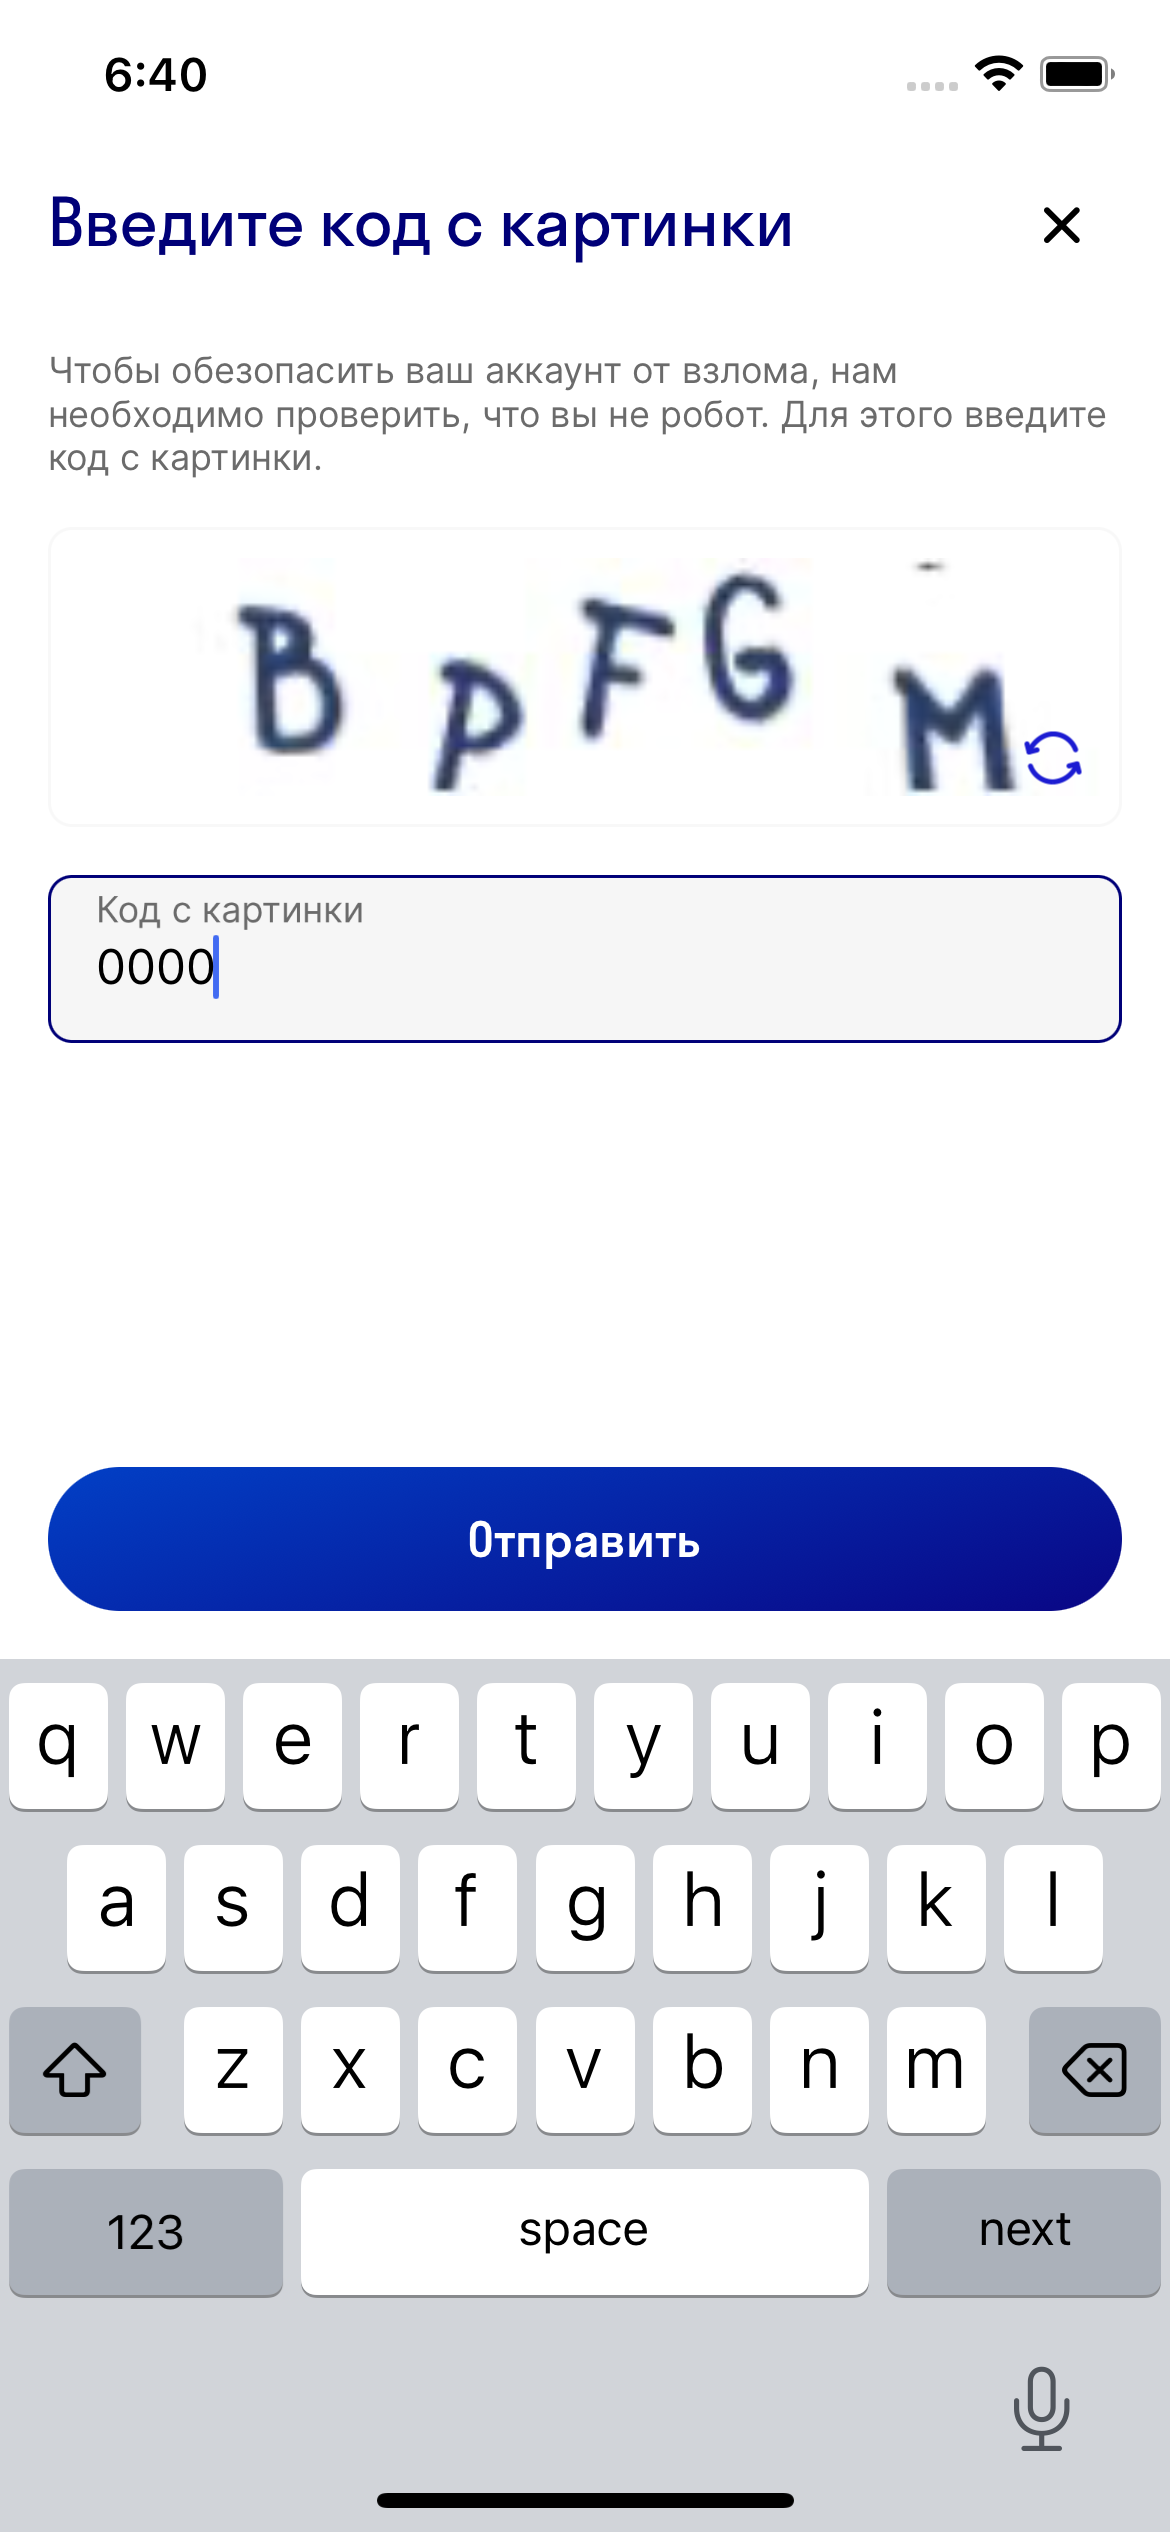 6:40
Введите код с картинки
Чтобы обезопасить ваш аккаунт от взлома, нам
необходимо проверить, что вы не робот. Для этого введите
код с картинки.
B p F G M
Код с картинки
0000
Отправить
q w e r t y u i o p
a s d f g h j k l
z x c v b n m
123 space next